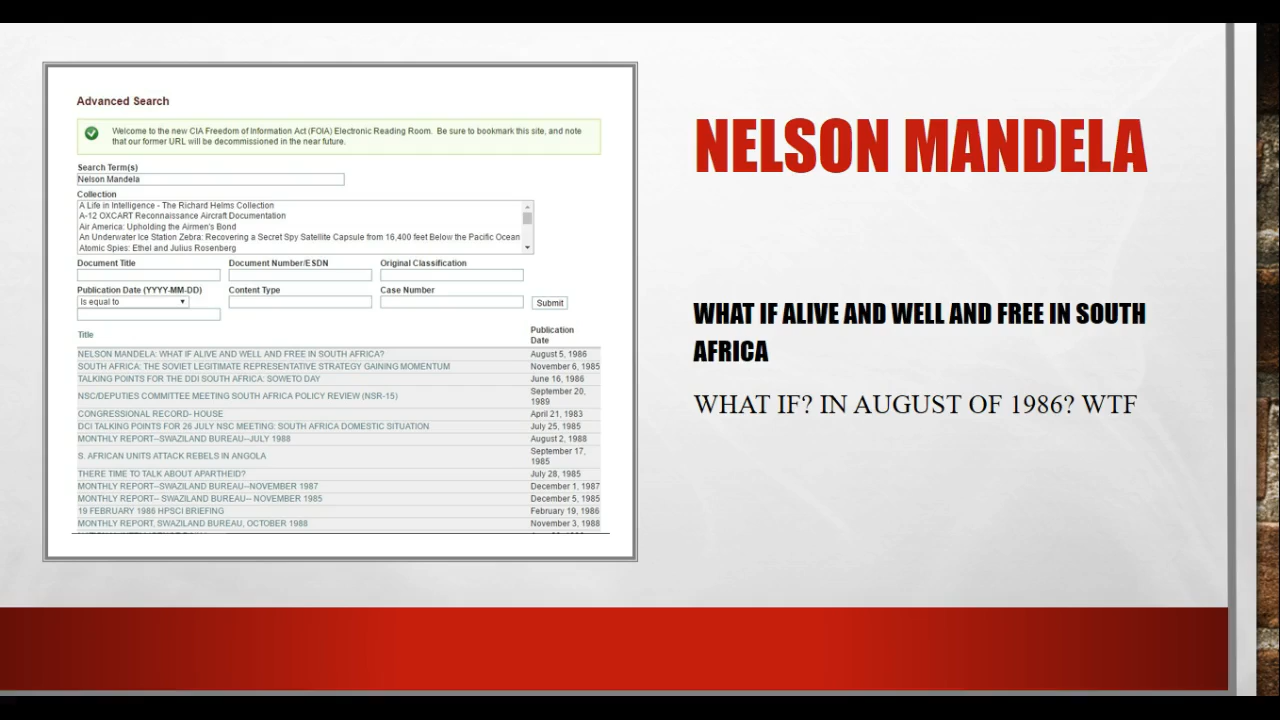 Advanced Search
Welcome to the new CIA Freedom of Information Act (FOIA) Electronic Reading Room. Be sure to bookmark this site, and note
that our former URL will be decommissioned in the near future.
Search Term(s)
Nelson Mandela
Collection
A Life in Intelligence - The Richard Helms Collection
A-12 OXCART Reconnaissance Aircraft Documentation
Air America: Upholding the Airmen's Bond
An Underwater Ice Station Zebra: Recovering a Secret Spy Satellite Capsule from 16,400 feet Below the Pacific Ocean
Atomic Spies: Ethel and Julius Rosenberg
Document Title Document Number/ESDN Original Classification
Publication Date (YYYY-MM-DD) Content Type Case Number
Is equal to Submit
Title Publication
Date
NELSON MANDELA: WHAT IF ALIVE AND WELL AND FREE IN SOUTH AFRICA? August 5, 1986
SOUTH AFRICA: THE SOVIET LEGITIMATE REPRESENTATIVE STRATEGY GAINING MOMENTUM November 6, 1985
TALKING POINTS FOR THE DDI SOUTH AFRICA: SOWETO DAY June 16, 1986
NSC/DEPUTIES COMMITTEE MEETING SOUTH AFRICA POLICY REVIEW (NSR-15) September 20,
1989
CONGRESSIONAL RECORD- HOUSE April 21, 1983
DCI TALKING POINTS FOR 26 JULY NSC MEETING: SOUTH AFRICA DOMESTIC SITUATION July 25, 1985
MONTHLY REPORT--SWAZILAND BUREAU--JULY 1988 August 2, 1988
S. AFRICAN UNITS ATTACK REBELS IN ANGOLA September 17,
1985
THERE TIME TO TALK ABOUT APARTHEID? July 28, 1985
MONTHLY REPORT--SWAZILAND BUREAU--NOVEMBER 1987 December 1, 1987
MONTHLY REPORT-- SWAZILAND BUREAU-- NOVEMBER 1985 December 5, 1985
19 FEBRUARY 1986 HPSCI BRIEFING February 19, 1986
MONTHLY REPORT, SWAZILAND BUREAU, OCTOBER 1988 November 3, 1988
NELSON MANDELA
WHAT IF ALIVE AND WELL AND FREE IN SOUTH
AFRICA
WHAT IF? IN AUGUST OF 1986? WTF